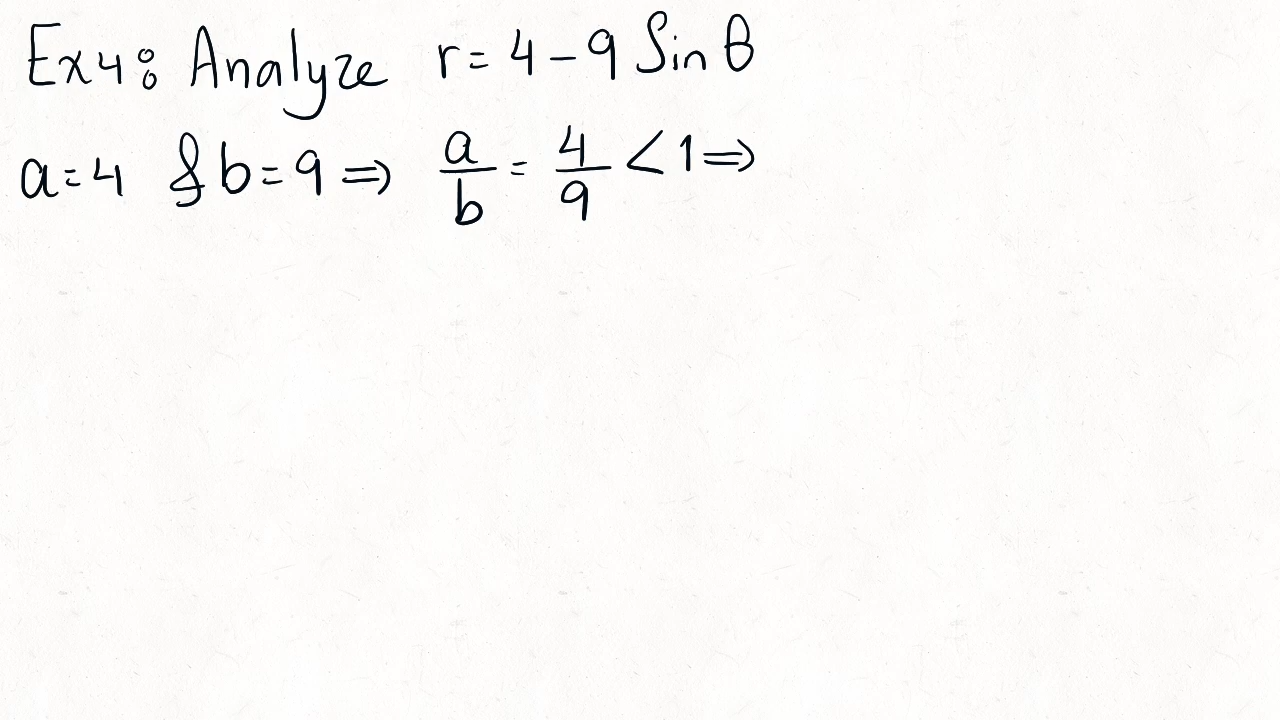 Ex4: Analyze r = 4 - 9 Sin θ
a = 4 & b = 9 ⇒ a/b = 4/9 < 1 ⇒